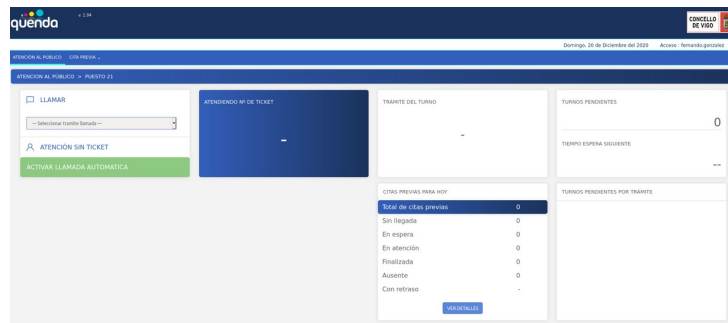 quenda
v. 1.04
CONCELLO
DE VIGO
Domingo, 20 de Diciembre del 2020 Acceso : fernando.gonzalez
ATENCIÓN AL PÚBLICO CITA PREVIA
ATENCION AL PÚBLICO > PUESTO 21
LLAMAR
-- Seleccionar tramite llamada --
ATENCIÓN SIN TICKET
ACTIVAR LLAMADA AUTOMATICA
ATENDIENDO Nº DE TICKET
-
TRÁMITE DEL TURNO
-
TURNOS PENDIENTES
0
TIEMPO ESPERA SIGUIENTE
--
CITAS PREVIAS PARA HOY
Total de citas previas 0
Sin llegada 0
En espera 0
En atención 0
Finalizada 0
Ausente 0
Con retraso -
VER DETALLES
TURNOS PENDIENTES POR TRÁMITE